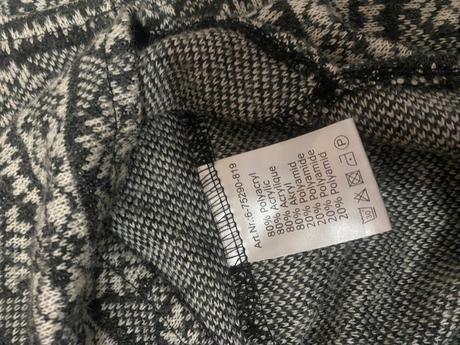 Art.Nr.:6-75290-819
80% Polyacryl
80% Acrylic
80% Acrylique
80% Akryl
20% Polyamid
20% Polyamide
20% Polyamide
20% Polyamid
P